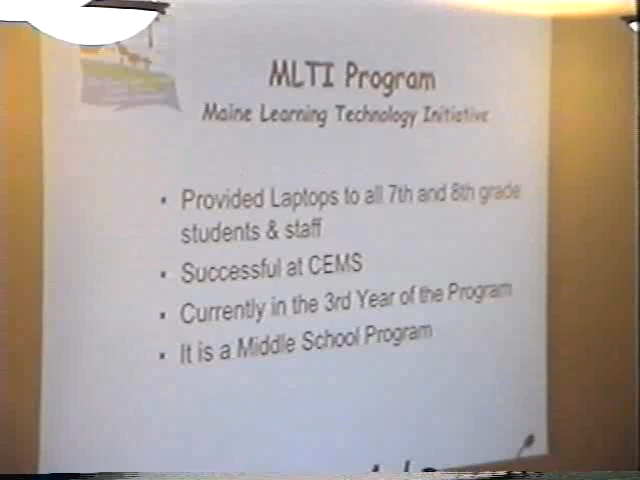 MLTI Program
Maine Learning Technology Initiative
• Provided Laptops to all 7th and 8th grade
students & staff
• Successful at CEMS
• Currently in the 3rd Year of the Program
• It is a Middle School Program